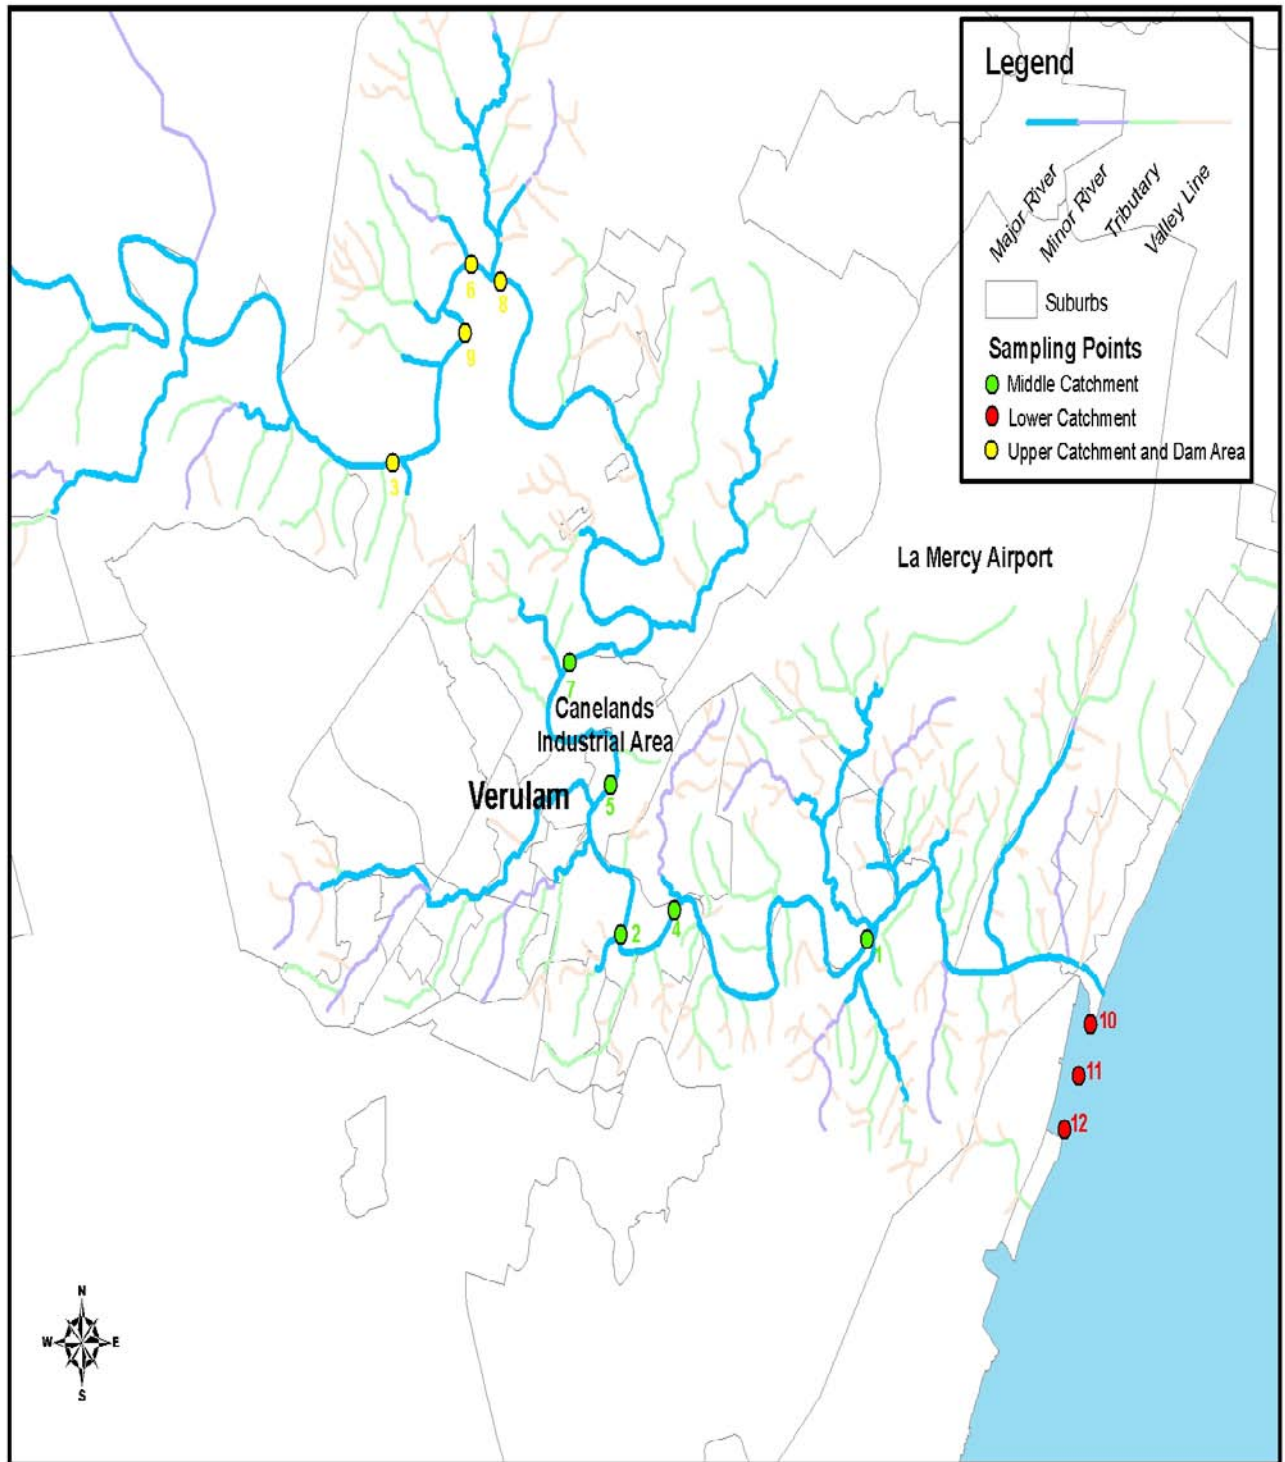 Legend
Major River
Minor River
Tributary
Valley Line
Suburbs
Sampling Points
Middle Catchment
Lower Catchment
Upper Catchment and Dam Area
6
8
9
3
La Mercy Airport
7
Canelands
Industrial Area
Verulam
5
2
4
1
10
11
12
N
W
E
S